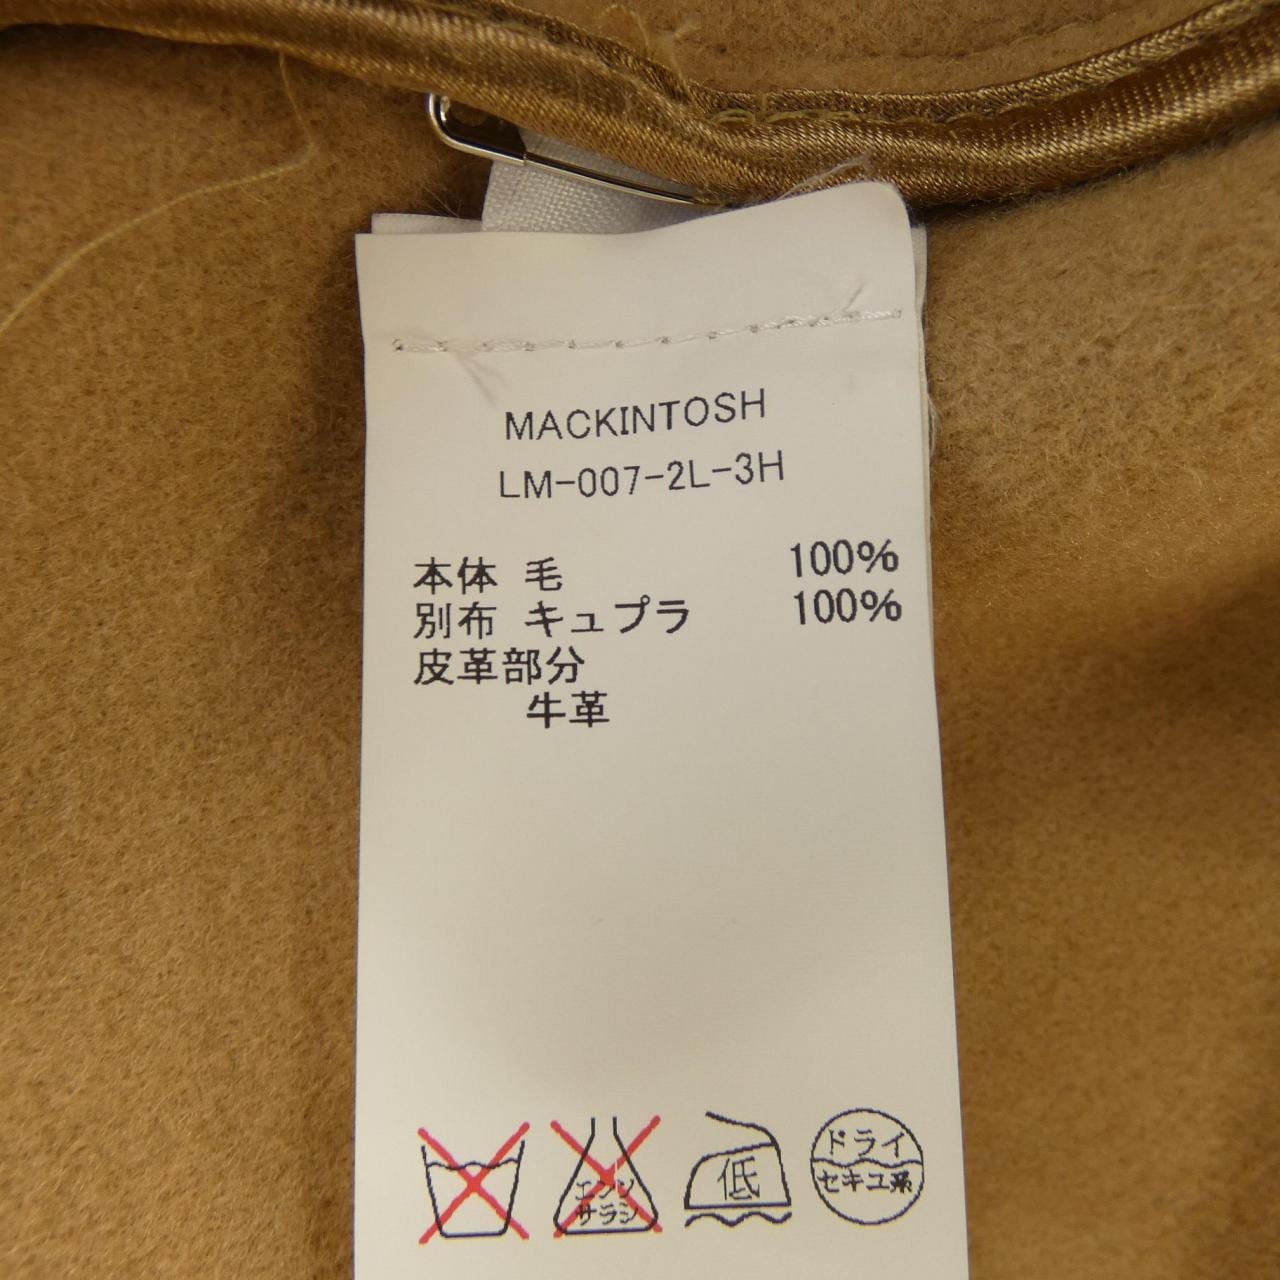 MACKINTOSH
LM-007-2L-3H
本体 毛 100%
別布 キュプラ 100%
皮革部分
牛革
エンソ
サラシ
低
ドライ
セキユ系